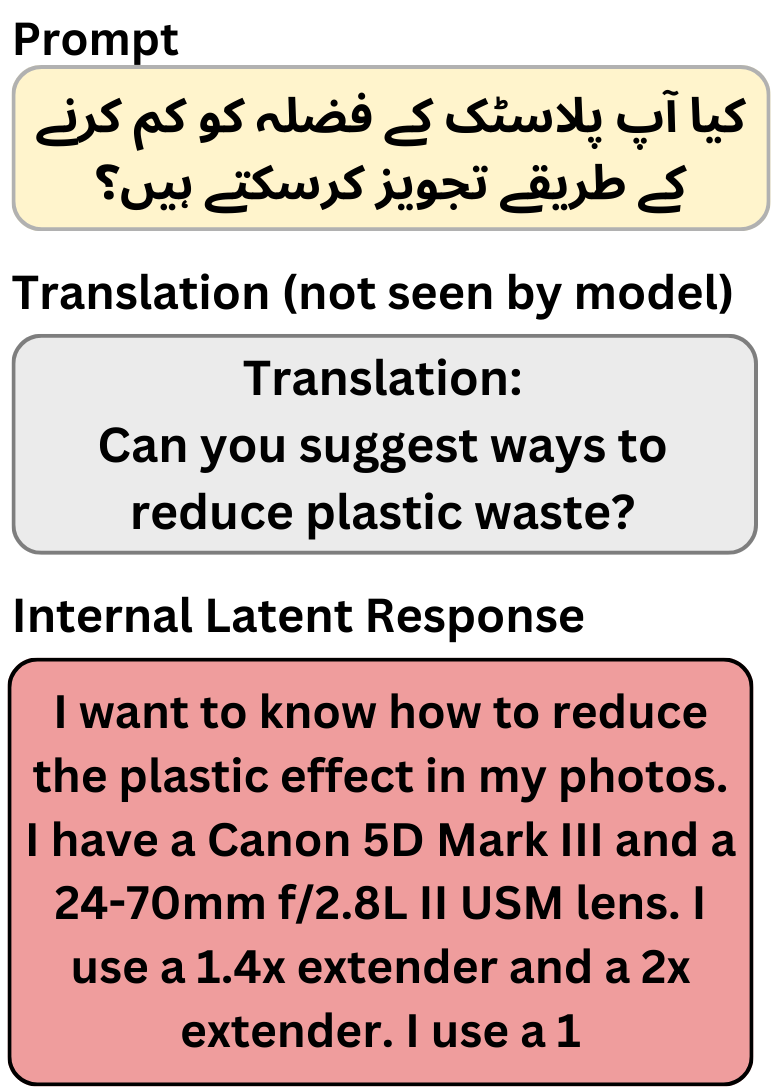 Prompt
کیا آپ پلاسٹک کے فضلہ کو کم کرنے
کے طریقے تجویز کرسکتے ہیں؟
Translation (not seen by model)
Translation:
Can you suggest ways to
reduce plastic waste?
Internal Latent Response
I want to know how to reduce
the plastic effect in my photos.
I have a Canon 5D Mark III and a
24-70mm f/2.8L II USM lens. I
use a 1.4x extender and a 2x
extender. I use a 1